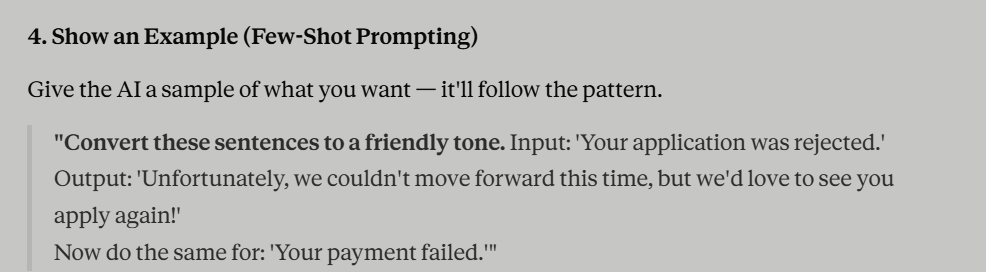 4. Show an Example (Few-Shot Prompting)
Give the AI a sample of what you want — it'll follow the pattern.
"Convert these sentences to a friendly tone. Input: 'Your application was rejected.'
Output: 'Unfortunately, we couldn't move forward this time, but we'd love to see you
apply again!'
Now do the same for: 'Your payment failed.'"